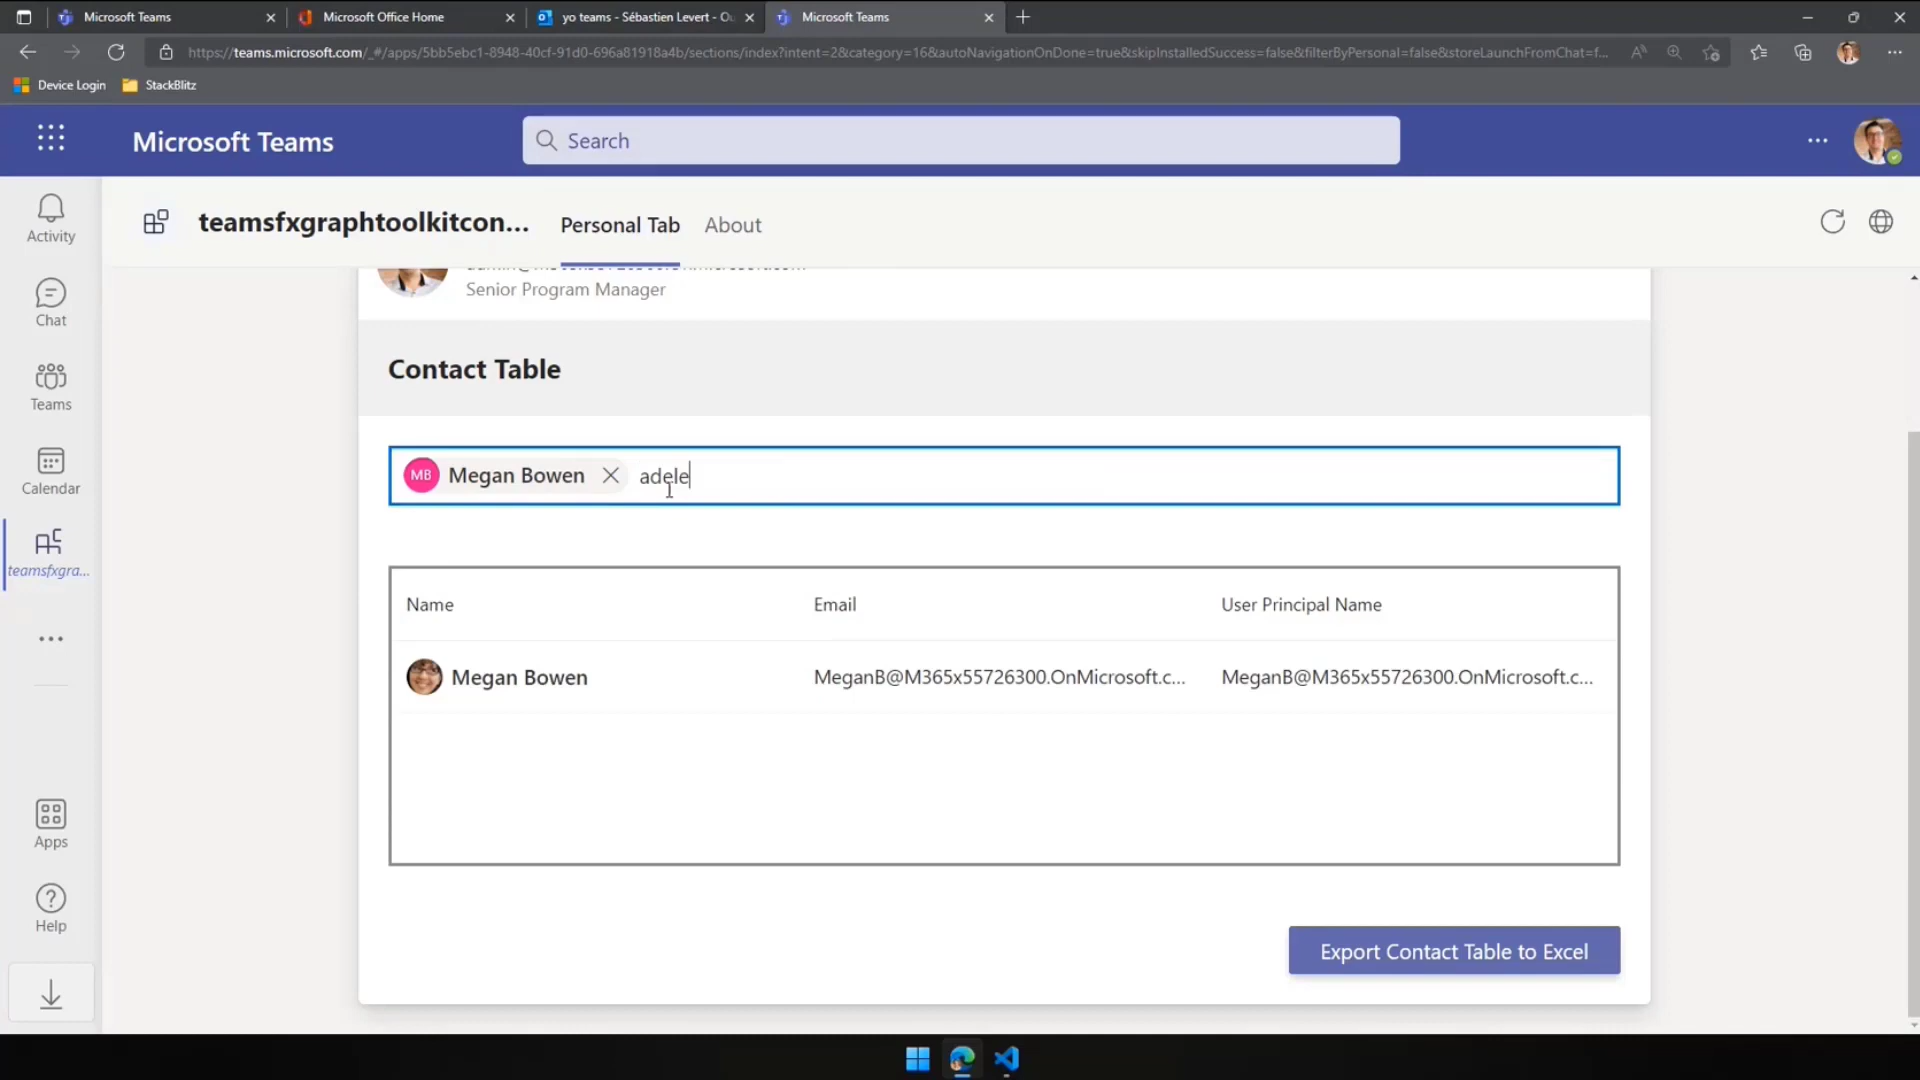 Microsoft Teams
Microsoft Office Home
yo teams - Sébastien Levert - Ou
Microsoft Teams
https://teams.microsoft.com/_#/apps/5bb5ebc1-8948-40cf-91d0-696a81918a4b/sections/index?intent=2&category=16&autoNavigationOnDone=true&skipInstalledSuccess=false&filterByPersonal=false&storeLaunchFromChat=f...
Device Login
StackBlitz
Microsoft Teams
Search
teamsfxgraphtoolkitcon...
Personal Tab
About
Activity
Chat
Teams
Calendar
teamsfxgra...
Apps
Help
Senior Program Manager
Contact Table
MB Megan Bowen
adele
Name
Email
User Principal Name
Megan Bowen
MeganB@M365x55726300.OnMicrosoft.c...
MeganB@M365x55726300.OnMicrosoft.c...
Export Contact Table to Excel